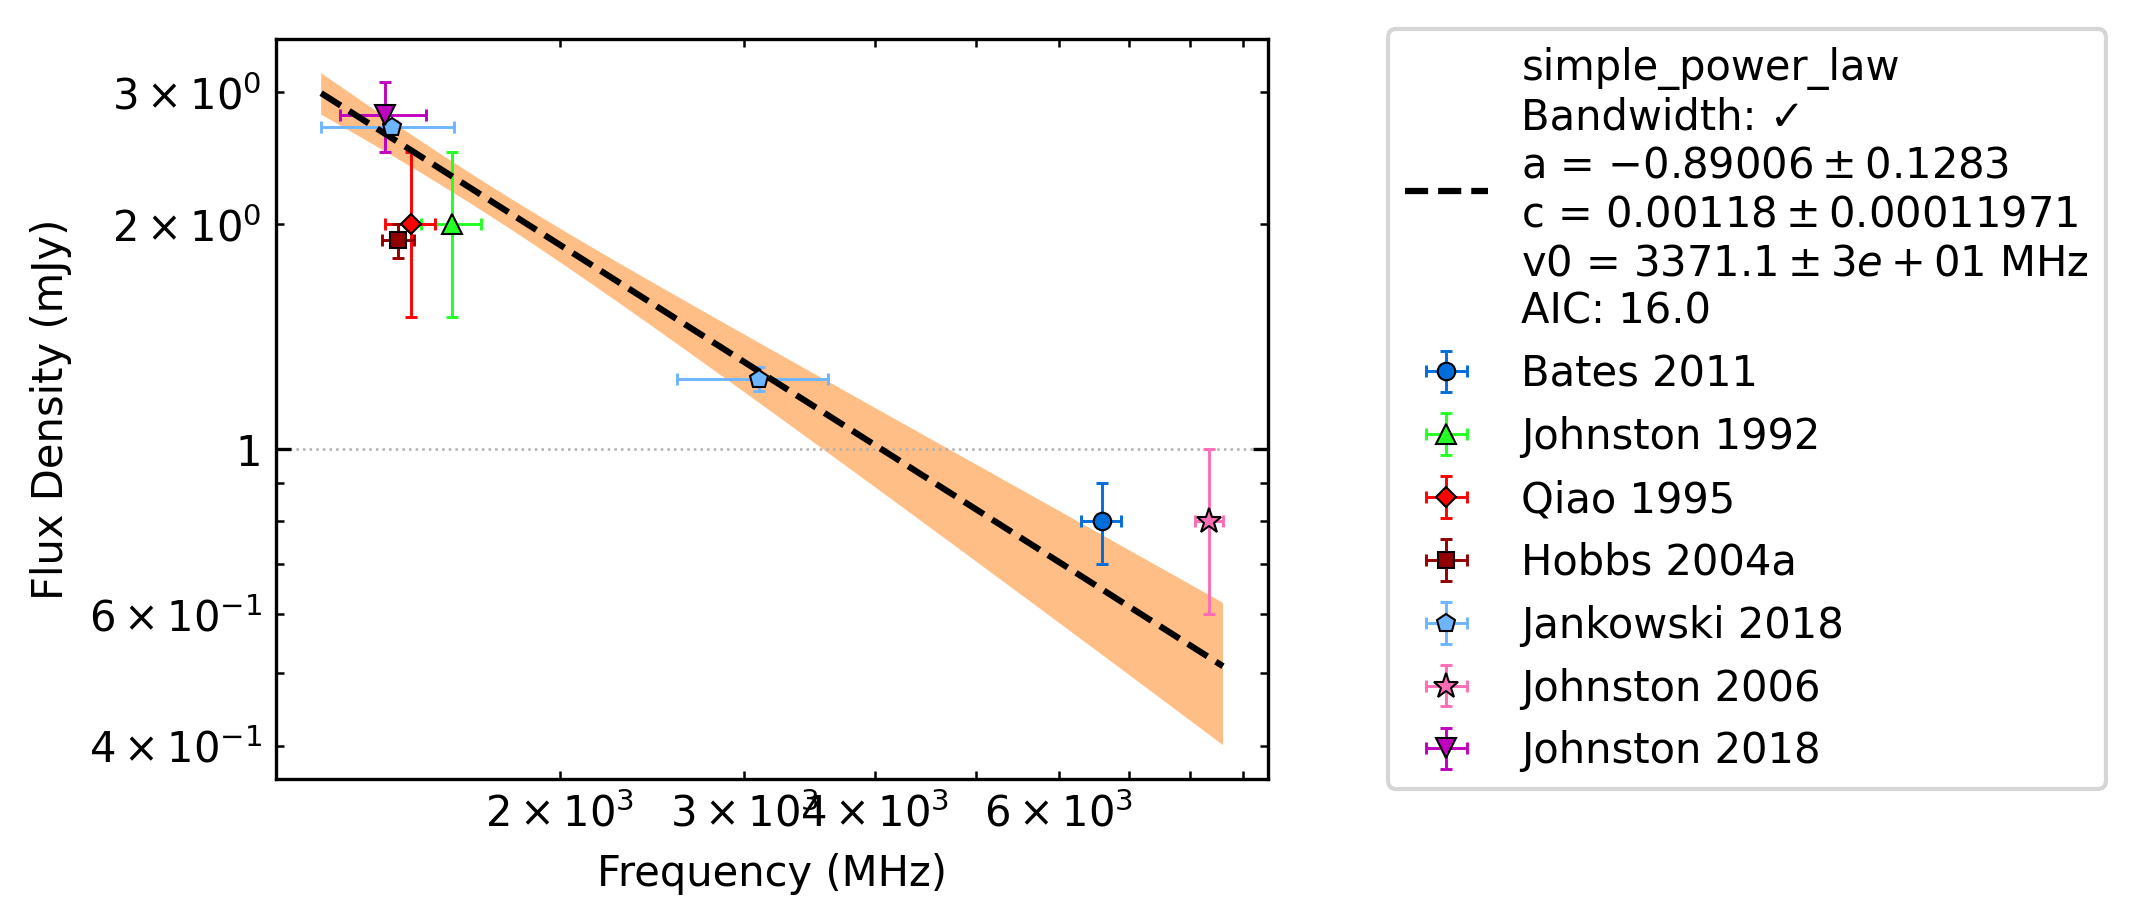 3×10⁰
2×10⁰
1
6×10⁻¹
4×10⁻¹
Flux Density (mJy)
2×10³
3×10³
4×10³
6×10³
Frequency (MHz)
simple_power_law
Bandwidth: ✓
a = −0.89006 ± 0.1283
c = 0.00118 ± 0.00011971
v0 = 3371.1 ± 3e + 01 MHz
AIC: 16.0
Bates 2011
Johnston 1992
Qiao 1995
Hobbs 2004a
Jankowski 2018
Johnston 2006
Johnston 2018